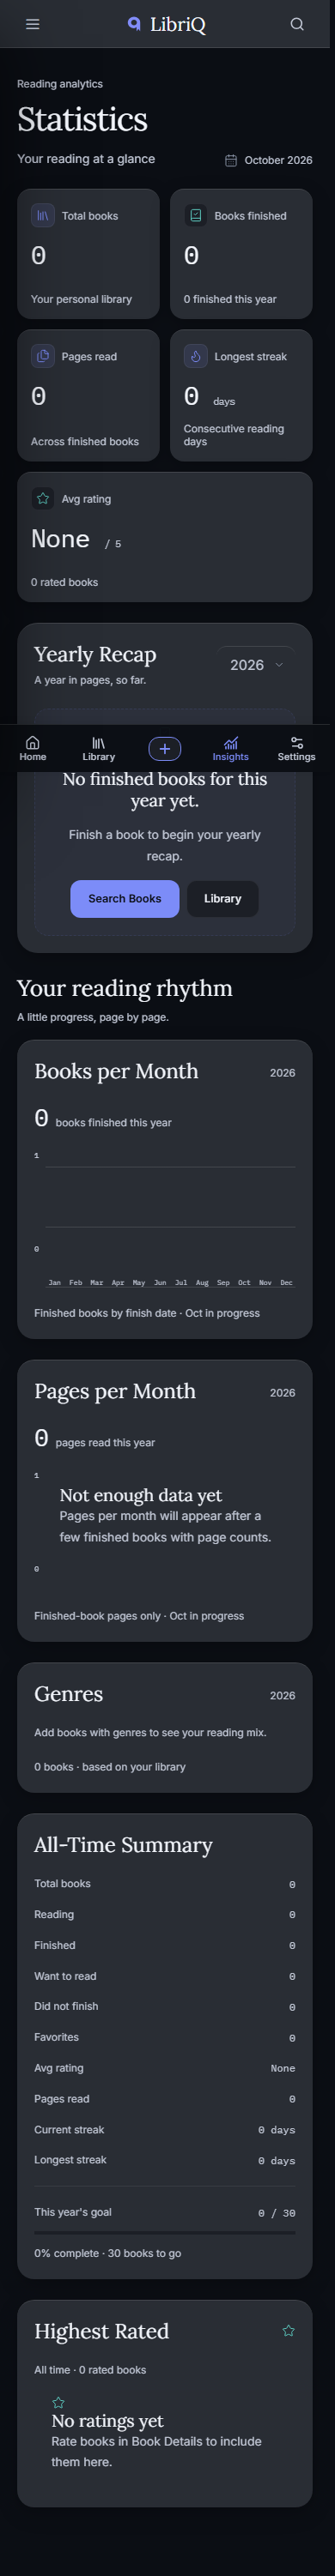 LibriQ
Reading analytics
Statistics
Your reading at a glance
October 2026
Total books
0
Your personal library
Books finished
0
0 finished this year
Pages read
0
Across finished books
Longest streak
0 days
Consecutive reading
days
Avg rating
None / 5
0 rated books
Yearly Recap
2026
A year in pages, so far.
Home
Library
Insights
Settings
No finished books for this
year yet.
Finish a book to begin your yearly
recap.
Search Books
Library
Your reading rhythm
A little progress, page by page.
Books per Month
2026
0 books finished this year
1
0
Jan Feb Mar Apr May Jun Jul Aug Sep Oct Nov Dec
Finished books by finish date · Oct in progress
Pages per Month
2026
0 pages read this year
1
Not enough data yet
Pages per month will appear after a
few finished books with page counts.
0
Finished-book pages only · Oct in progress
Genres
2026
Add books with genres to see your reading mix.
0 books · based on your library
All-Time Summary
Total books 0
Reading 0
Finished 0
Want to read 0
Did not finish 0
Favorites 0
Avg rating None
Pages read 0
Current streak 0 days
Longest streak 0 days
This year's goal 0 / 30
0% complete · 30 books to go
Highest Rated
All time · 0 rated books
No ratings yet
Rate books in Book Details to include
them here.